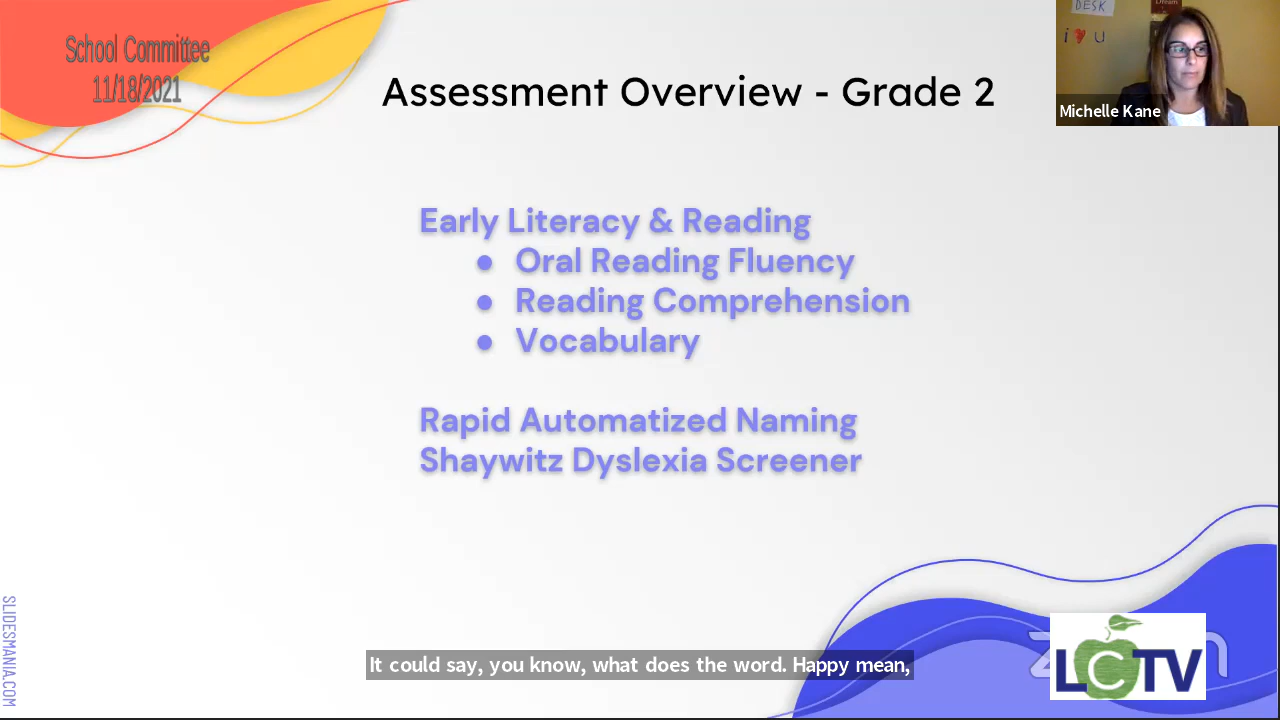 School Committee
11/18/2021
Assessment Overview - Grade 2
DESK
Dream
i U
Michelle Kane
Early Literacy & Reading
● Oral Reading Fluency
● Reading Comprehension
● Vocabulary
Rapid Automatized Naming
Shaywitz Dyslexia Screener
SLIDESMANIA.COM
It could say, you know, what does the word. Happy mean,
LCTV